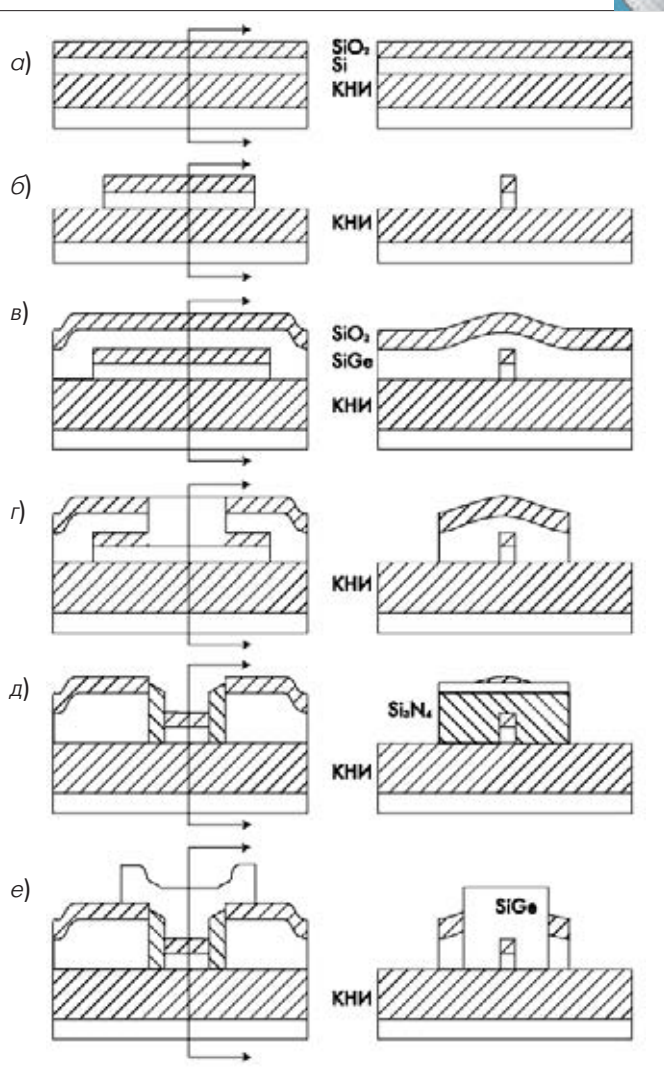 а)
SiO₂
Si
КНИ
б)
КНИ
в)
SiO₂
SiGe
КНИ
г)
КНИ
д)
Si₃N₄
КНИ
е)
SiGe
КНИ